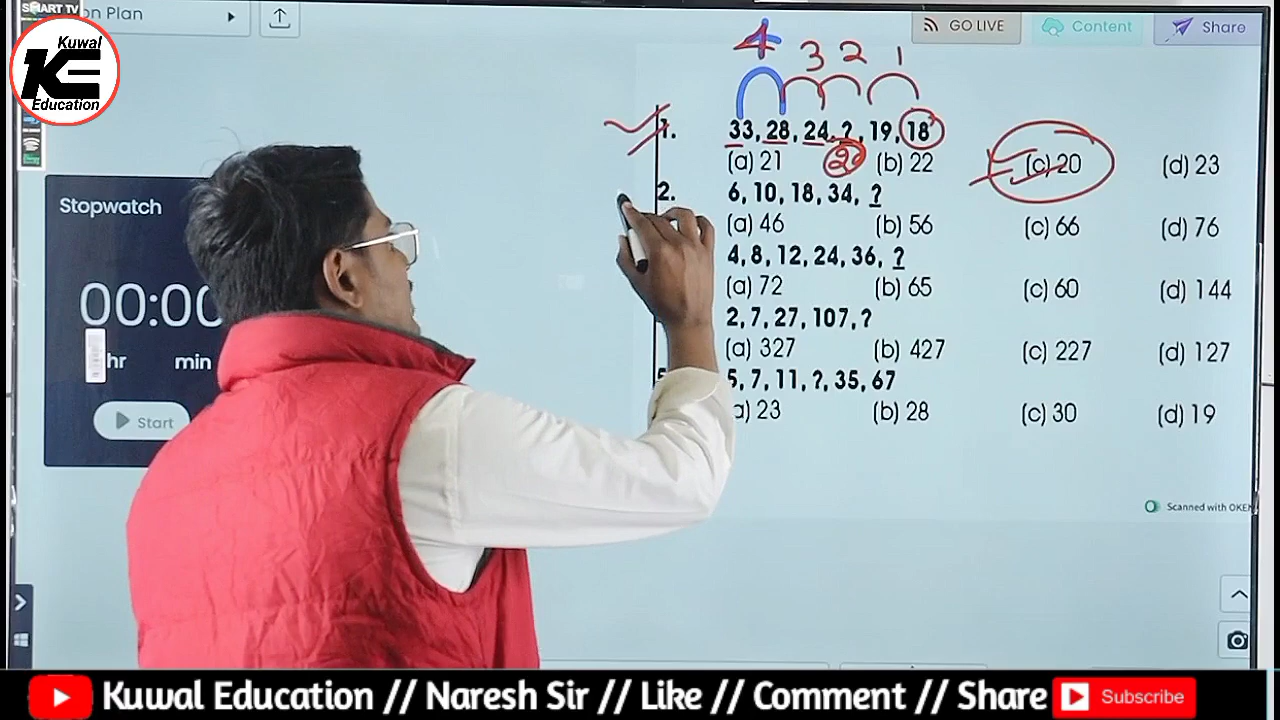 SMART TV
on Plan
GO LIVE
Content
Share
Kuwal
KE
Education
4 3 2 1
1. 33, 28, 24, ?, 19, 18
20
(a) 21 (b) 22 (c) 20 (d) 23
2. 6, 10, 18, 34, ?
(a) 46 (b) 56 (c) 66 (d) 76
4, 8, 12, 24, 36, ?
(a) 72 (b) 65 (c) 60 (d) 144
2, 7, 27, 107, ?
(a) 327 (b) 427 (c) 227 (d) 127
5, 7, 11, ?, 35, 67
a) 23 (b) 28 (c) 30 (d) 19
Stopwatch
00:00
hr min
Start
Scanned with OKEN
Kuwal Education // Naresh Sir // Like // Comment // Share
Subscribe